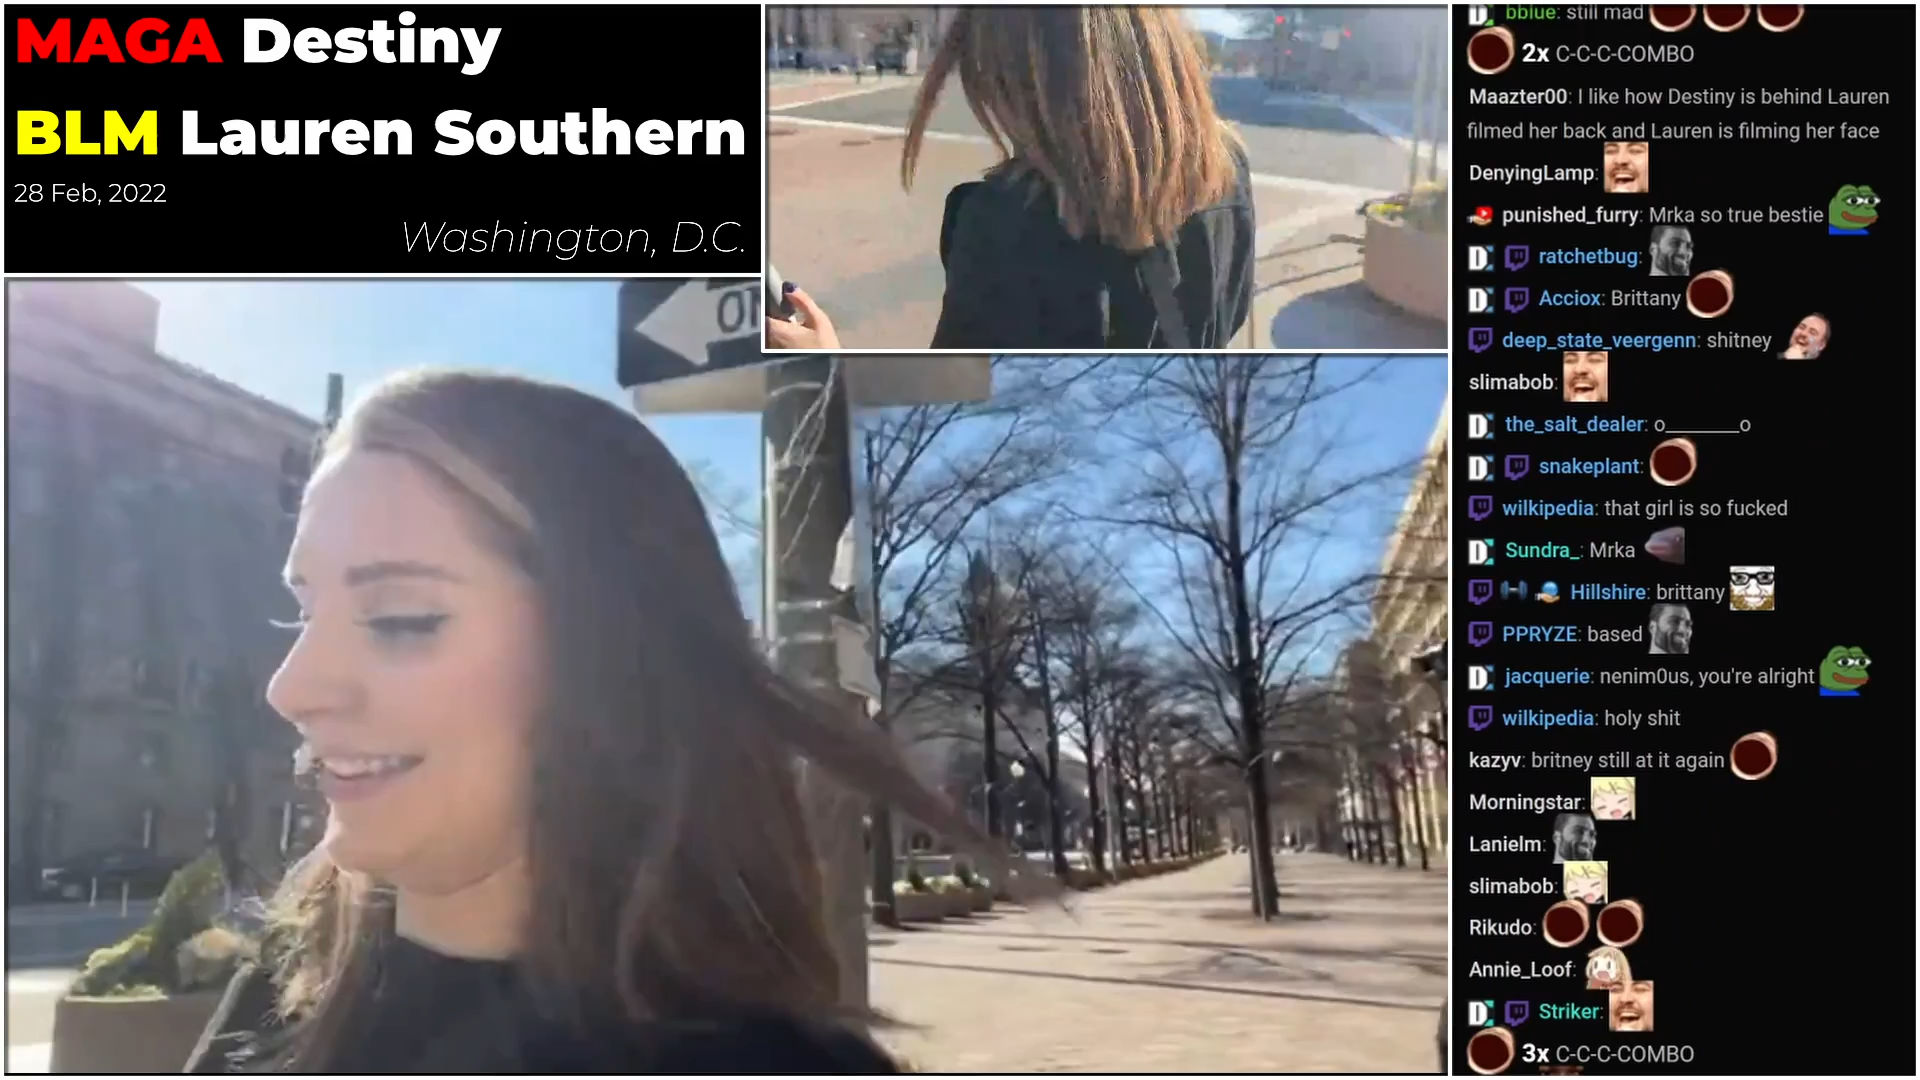 MAGA Destiny
BLM Lauren Southern
28 Feb, 2022
Washington, D.C.
bblue: still mad
2x C-C-C-COMBO
Maazter00: I like how Destiny is behind Lauren
filmed her back and Lauren is filming her face
DenyingLamp:
punished_furry: Mrka so true bestie
ratchetbug:
Acciox: Brittany
deep_state_veergenn: shitney
slimabob:
the_salt_dealer: o________o
snakeplant:
wilkipedia: that girl is so fucked
Sundra_: Mrka
Hillshire: brittany
PPRYZE: based
jacquerie: nenim0us, you're alright
wilkipedia: holy shit
kazyv: britney still at it again
Morningstar:
Lanielm:
slimabob:
Rikudo:
Annie_Loof:
Striker:
3x C-C-C-COMBO